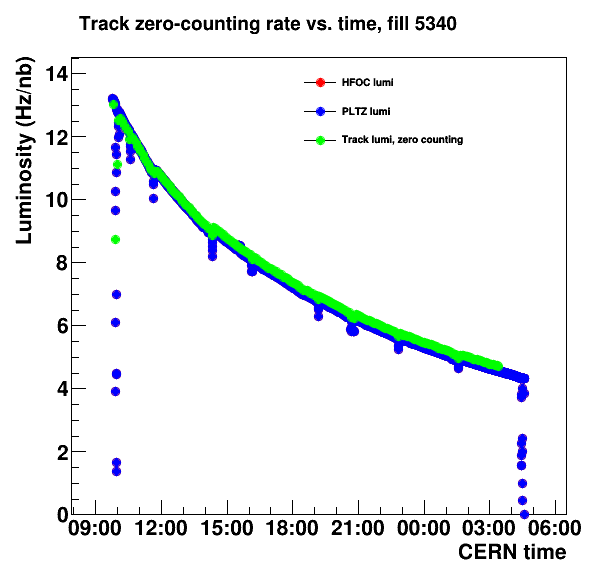 Track zero-counting rate vs. time, fill 5340
Luminosity (Hz/nb)
14
12
10
8
6
4
2
0
HFOC lumi
PLTZ lumi
Track lumi, zero counting
09:00 12:00 15:00 18:00 21:00 00:00 03:00 06:00
CERN time